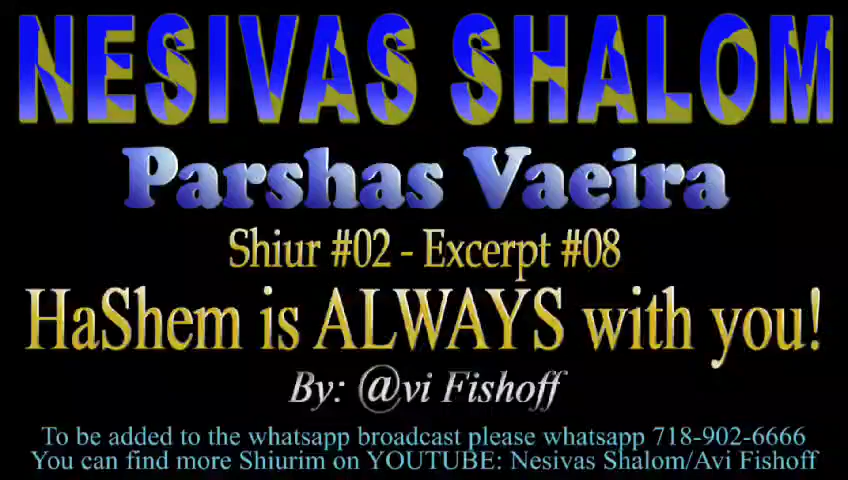 NESIVAS SHALOM
Parshas Vaeira
Shiur #02 - Excerpt #08
HaShem is ALWAYS with you!
By: @vi Fishoff
To be added to the whatsapp broadcast please whatsapp 718-902-6666
You can find more Shiurim on YOUTUBE: Nesivas Shalom/Avi Fishoff